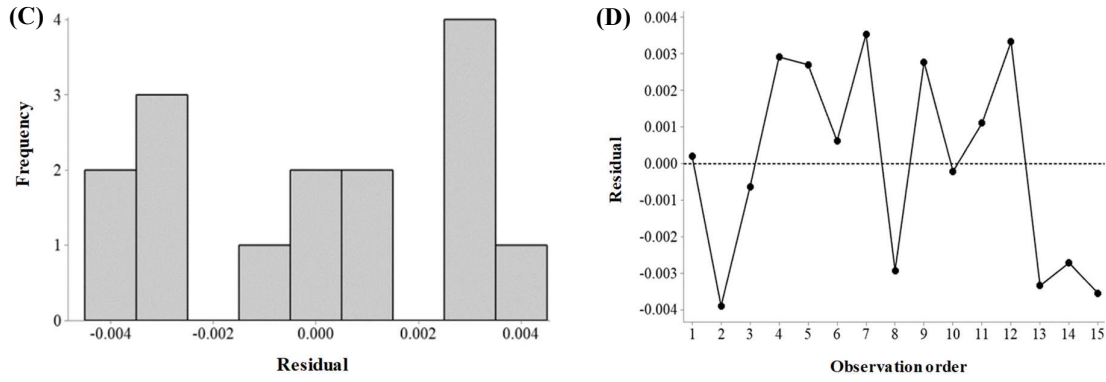 (C)
Frequency
4
3
2
1
0
-0.004 -0.002 0.000 0.002 0.004
Residual
(D)
Residual
0.004
0.003
0.002
0.001
0.000
-0.001
-0.002
-0.003
-0.004
1 2 3 4 5 6 7 8 9 10 11 12 13 14 15
Observation order